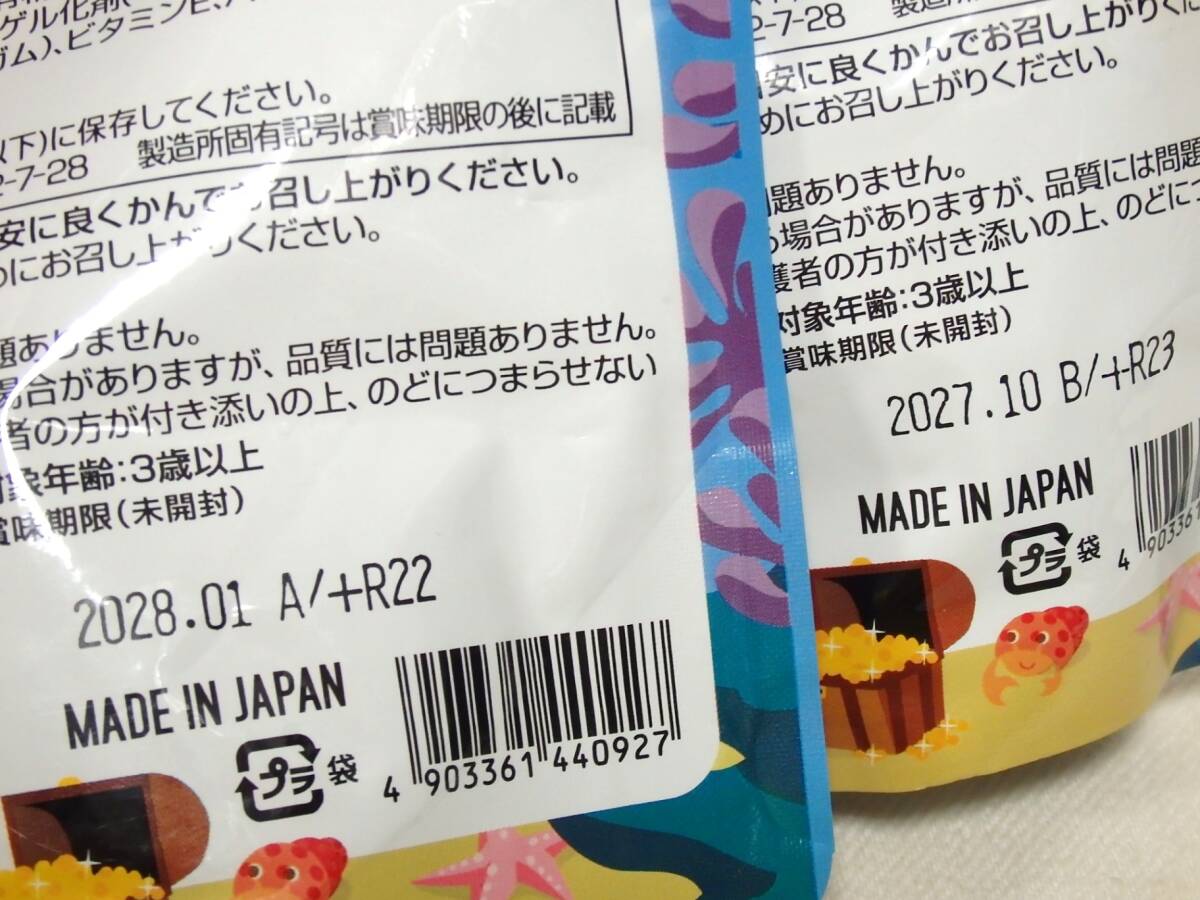 ゲル化剤(
ガム)、ビタミンE、
以下)に保存してください。
2-7-28 製造所固有記号は賞味期限の後に記載
安に良くかんでお召し上がりください。
めにお召し上がりください。
題ありません。
場合がありますが、品質には問題ありません。
者の方が付き添いの上、のどにつまらせない
対象年齢:3歳以上
賞味期限(未開封)
2028.01 A/+R22
MADE IN JAPAN
プラ 袋
4 903361 440927
2-7-28
安に良くかんでお召し上がりくだ
めにお召し上がりください。
問題ありません。
る場合がありますが、品質には問題
護者の方が付き添いの上、のどにつ
対象年齢:3歳以上
賞味期限(未開封)
2027.10 B/+R23
MADE IN JAPAN
プラ 袋
4 903361